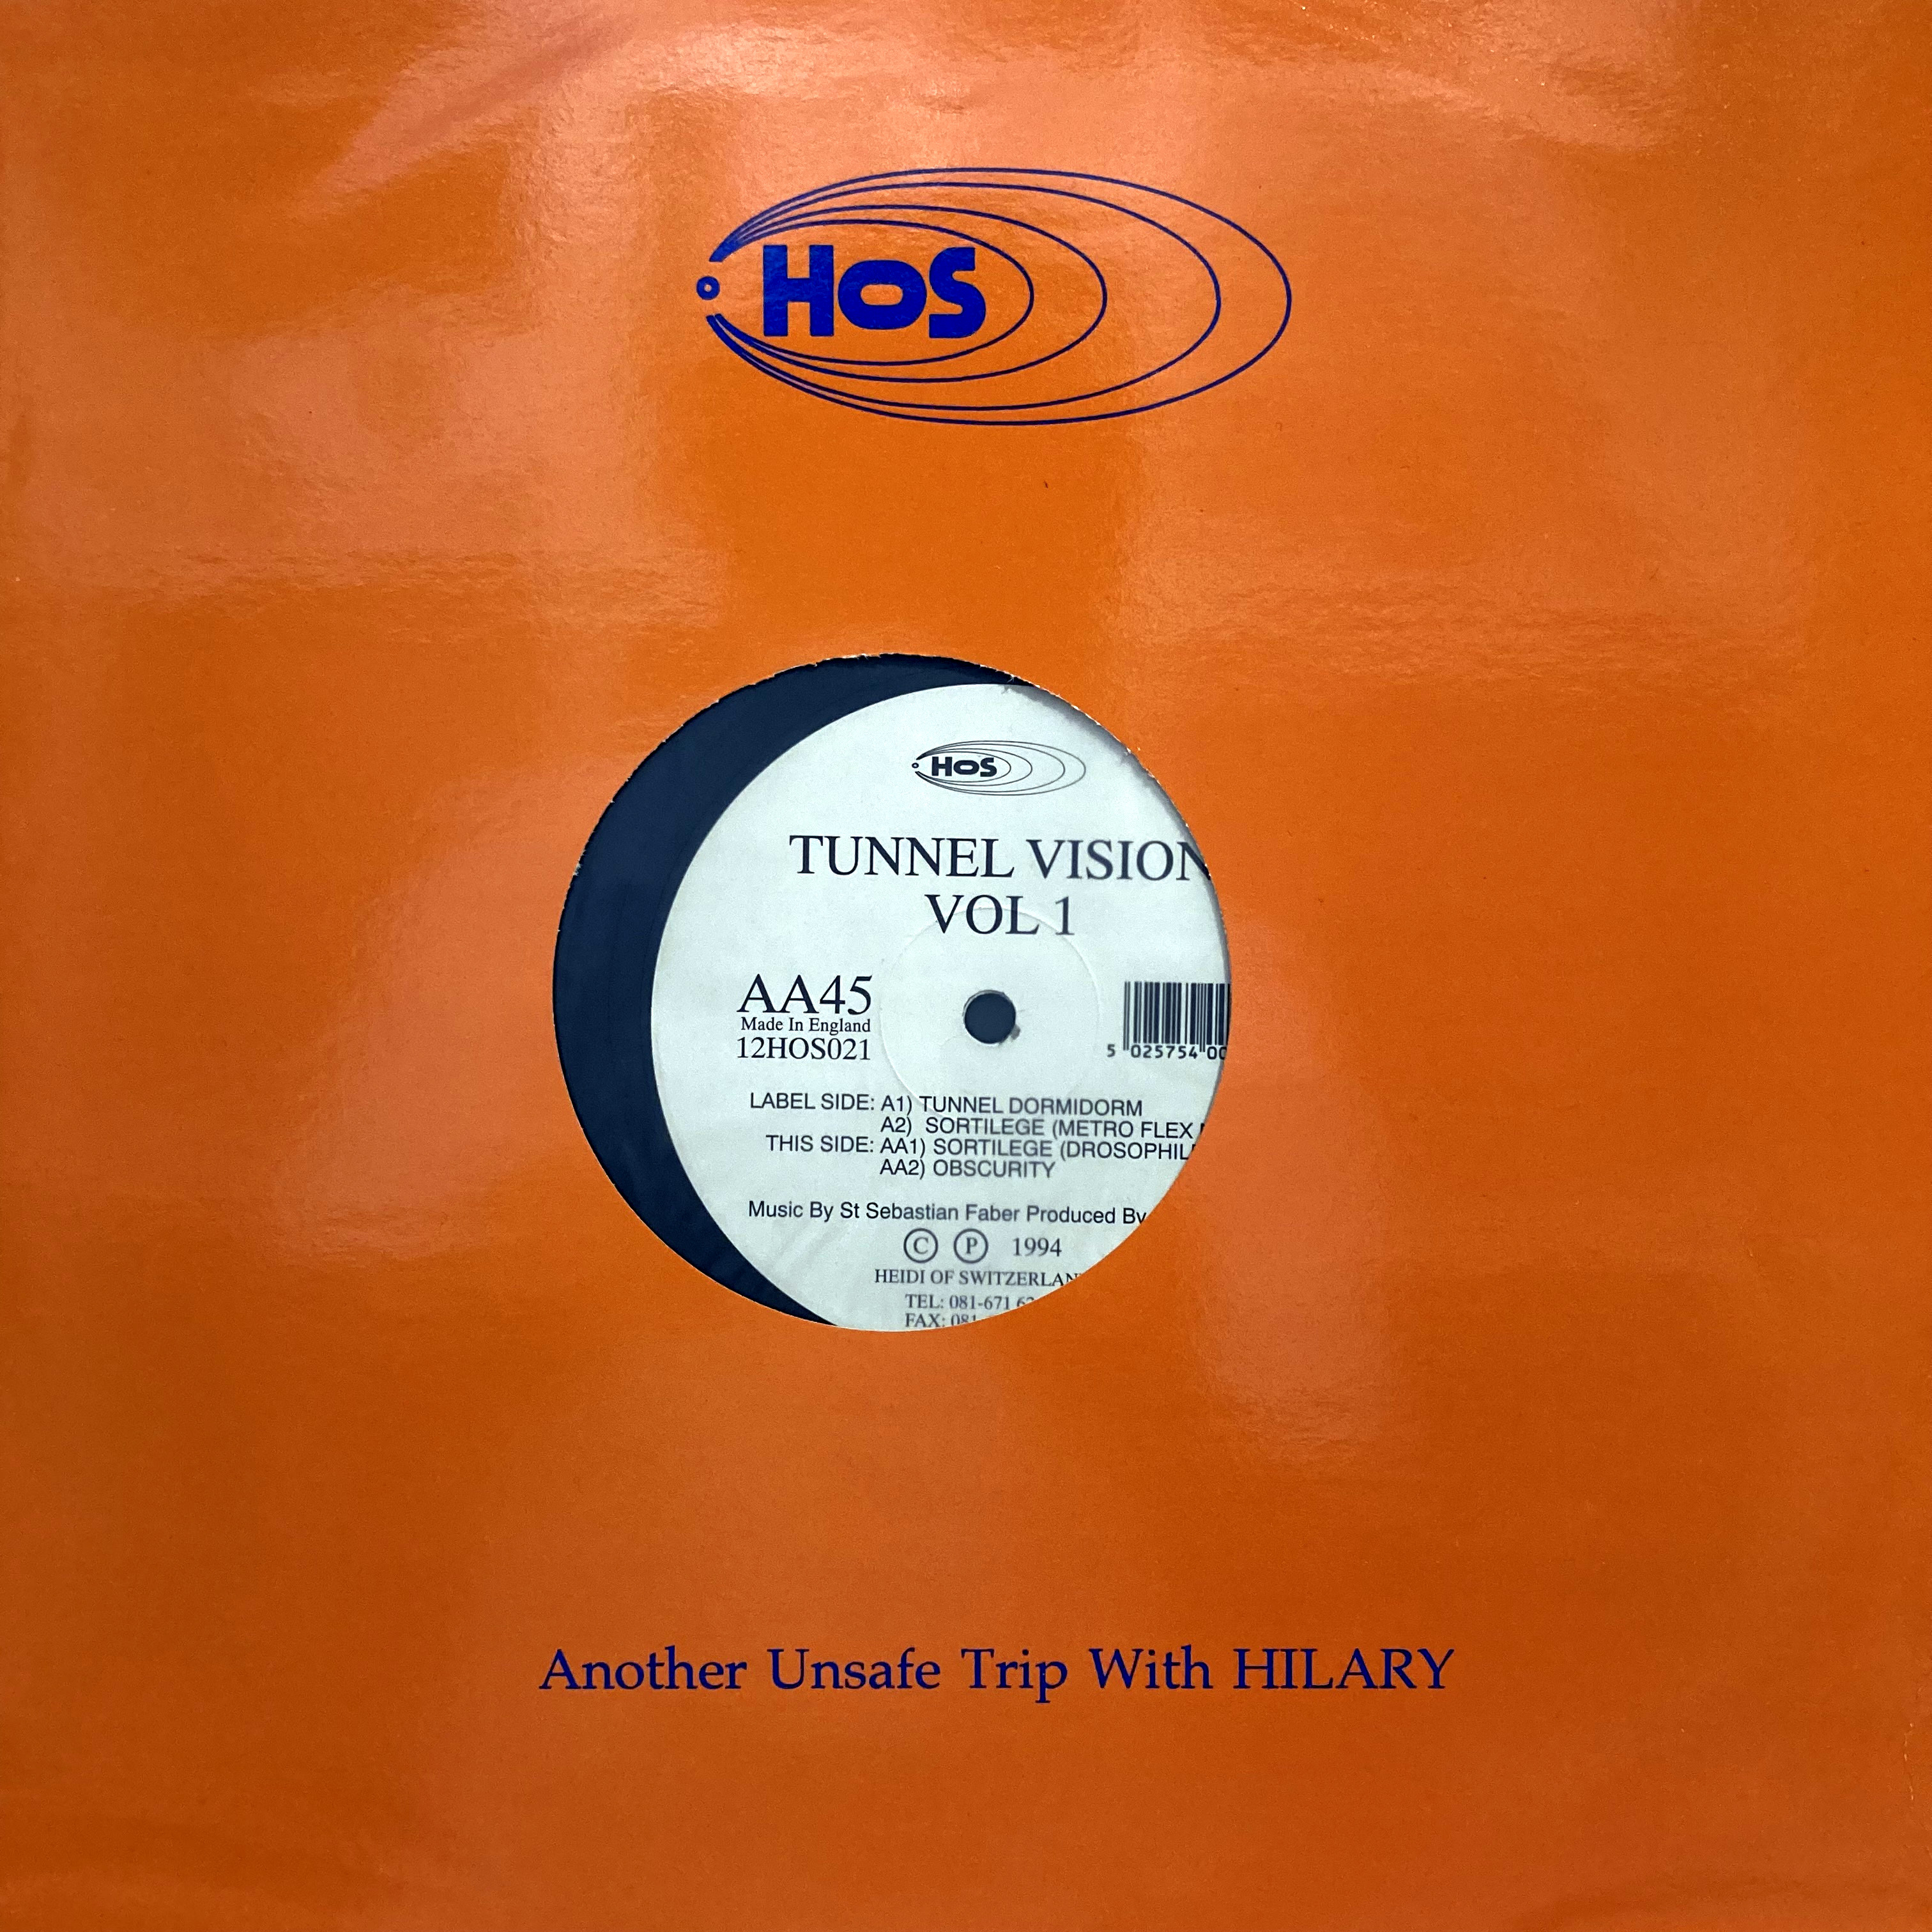 HOS
HOS
TUNNEL VISION
VOL 1
AA45
Made In England
12HOS021
5 025754 00
LABEL SIDE: A1) TUNNEL DORMIDORM
A2) SORTILEGE (METRO FLEX
THIS SIDE: AA1) SORTILEGE (DROSOPHIL
AA2) OBSCURITY
Music By St Sebastian Faber Produced By
© ℗ 1994
HEIDI OF SWITZERLAN
TEL: 081-671
FAX: 081
Another Unsafe Trip With HILARY